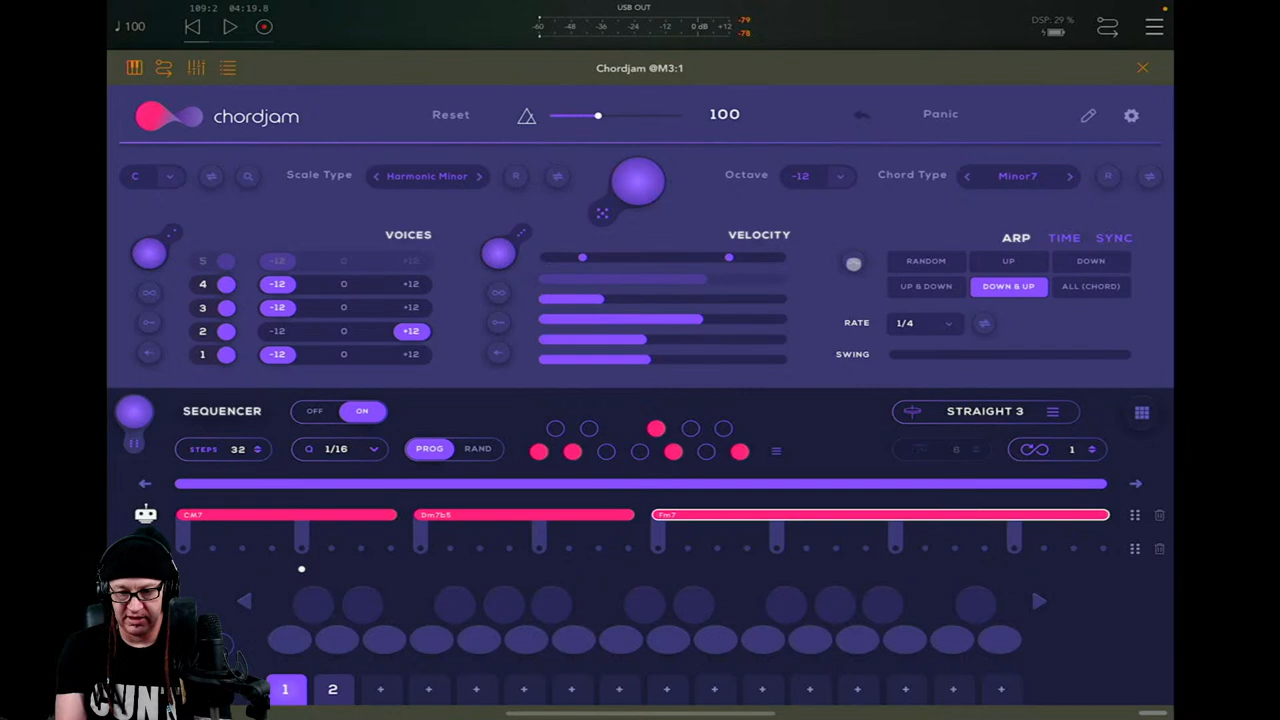 109:2 04:19.8
USB OUT
♩100
-60 -48 -36 -24 -12 0 dB +12
-79
-78
DSP: 29 %
Chordjam @M3:1
chordjam
Reset
100
Panic
C
Scale Type
Harmonic Minor
R
Octave
-12
Chord Type
Minor7
R
VOICES
VELOCITY
ARP TIME SYNC
5 -12 0 +12
4 -12 0 +12
3 -12 0 +12
2 -12 0 +12
1 -12 0 +12
RANDOM UP DOWN
UP & DOWN DOWN & UP ALL (CHORD)
RATE 1/4
SWING
SEQUENCER OFF ON
STRAIGHT 3
STEPS 32
Q 1/16
PROG RAND
6
1
CM7 Dm7b5 Fm7
1 2 + + + + + + + + + + + + + +